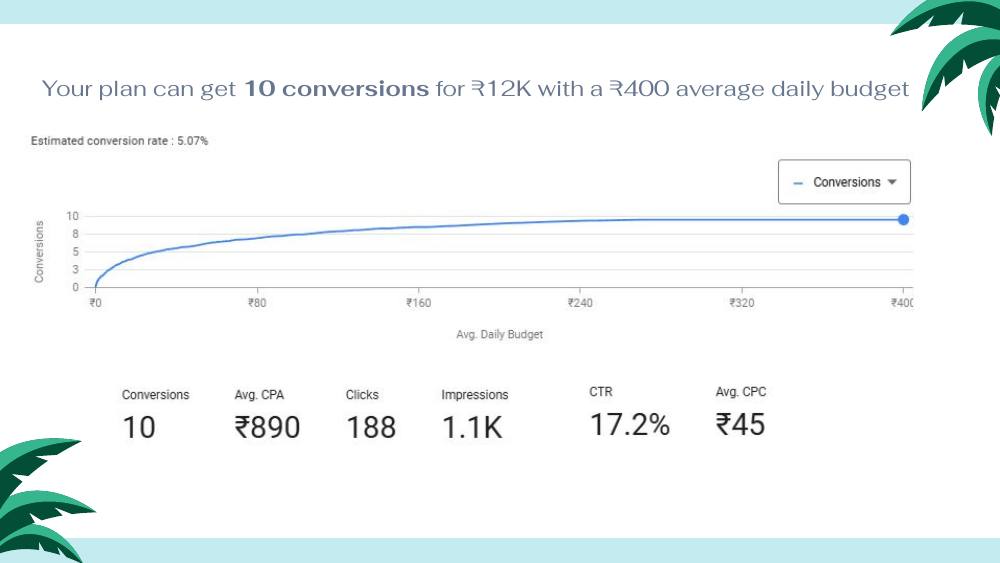 Your plan can get 10 conversions for ₹12K with a ₹400 average daily budget
Estimated conversion rate : 5.07%
Conversions
Conversions
10
8
5
3
0
₹0 ₹80 ₹160 ₹240 ₹320 ₹400
Avg. Daily Budget
Conversions Avg. CPA Clicks Impressions CTR Avg. CPC
10 ₹890 188 1.1K 17.2% ₹45